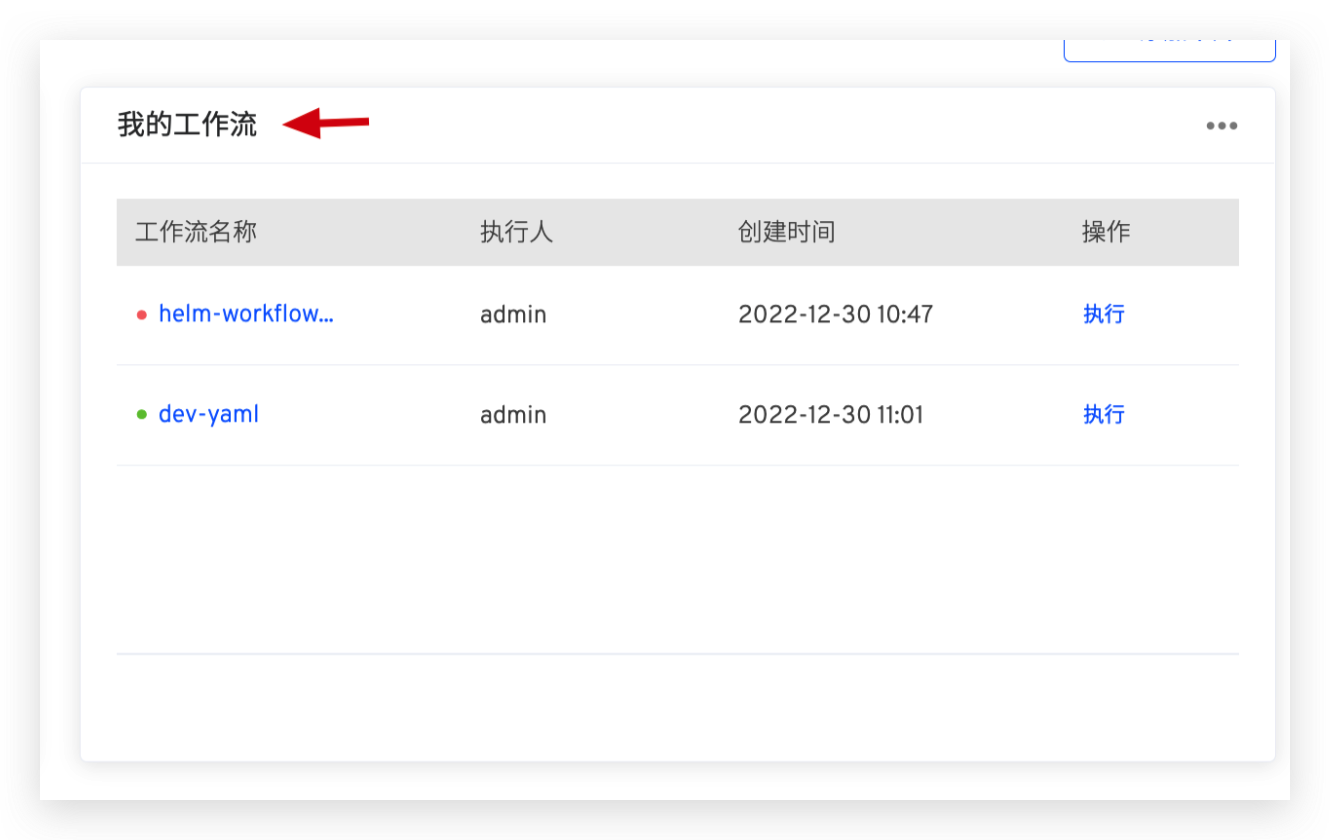 我的工作流
工作流名称 执行人 创建时间 操作
helm-workflow... admin 2022-12-30 10:47 执行
dev-yaml admin 2022-12-30 11:01 执行